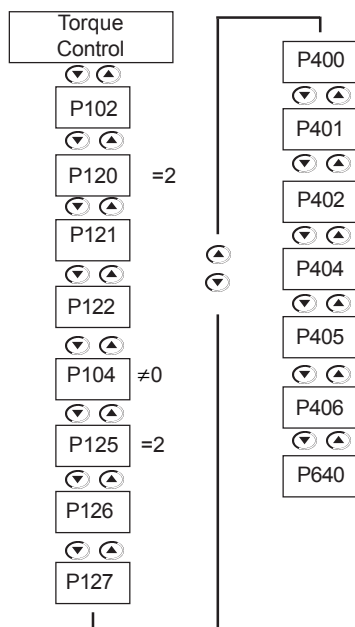 Torque
Control
P102
P120 =2
P121
P122
P104 ≠0
P125 =2
P126
P127
P400
P401
P402
P404
P405
P406
P640